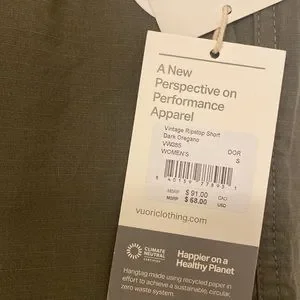 A New
Perspective on
Performance
Apparel
Vintage Ripstop Short
Dark Oregano
VW285 DOR
WOMEN'S S
MSRP $ 91.00 CAD
MSRP $ 68.00 USD
vuoriclothing.com
CLIMATE
NEUTRAL
CERTIFIED
Happier on a
Healthy Planet
Hangtag made using recycled paper in
effort to achieve a sustainable, circular
zero waste system.